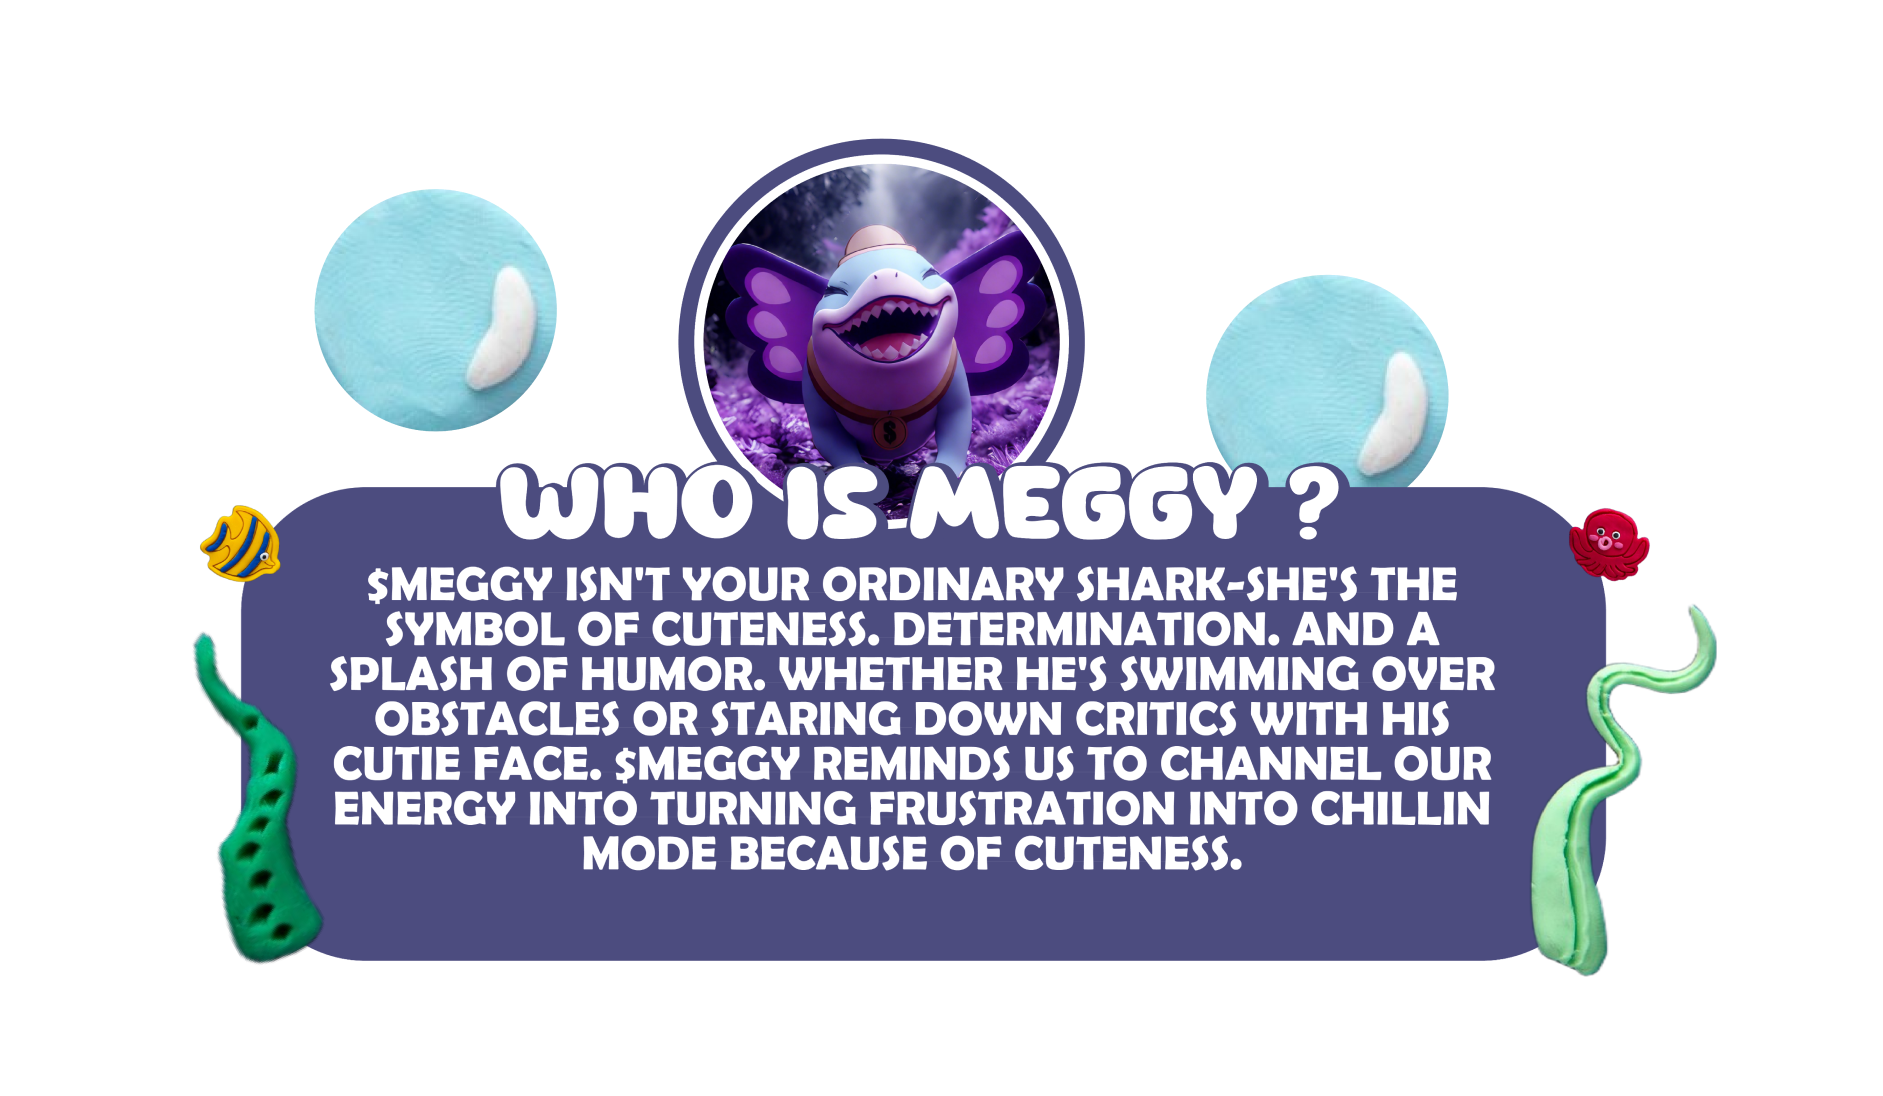 WHO IS MEGGY ?
$MEGGY ISN'T YOUR ORDINARY SHARK-SHE'S THE
SYMBOL OF CUTENESS. DETERMINATION. AND A
SPLASH OF HUMOR. WHETHER HE'S SWIMMING OVER
OBSTACLES OR STARING DOWN CRITICS WITH HIS
CUTIE FACE. $MEGGY REMINDS US TO CHANNEL OUR
ENERGY INTO TURNING FRUSTRATION INTO CHILLIN
MODE BECAUSE OF CUTENESS.
$